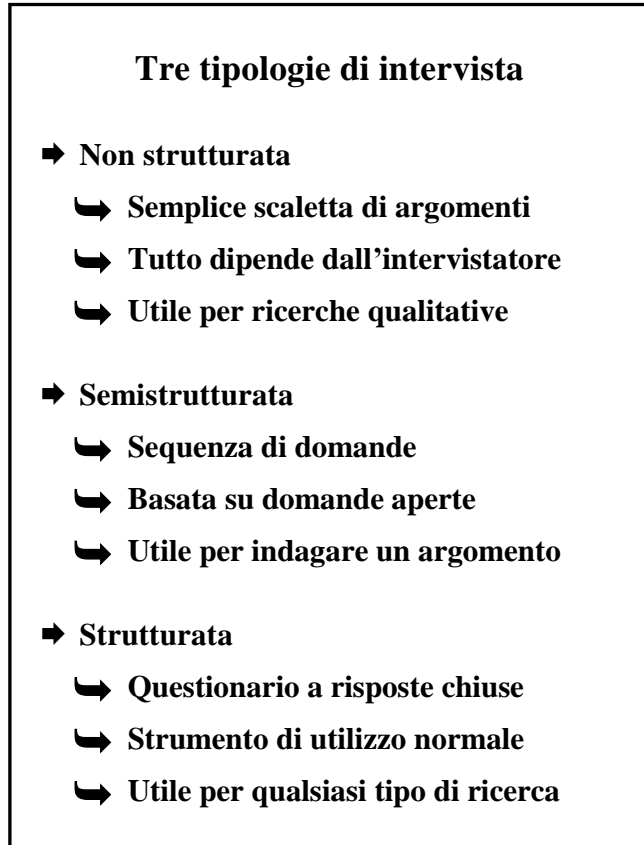 Tre tipologie di intervista
Non strutturata
Semplice scaletta di argomenti
Tutto dipende dall’intervistatore
Utile per ricerche qualitative
Semistrutturata
Sequenza di domande
Basata su domande aperte
Utile per indagare un argomento
Strutturata
Questionario a risposte chiuse
Strumento di utilizzo normale
Utile per qualsiasi tipo di ricerca